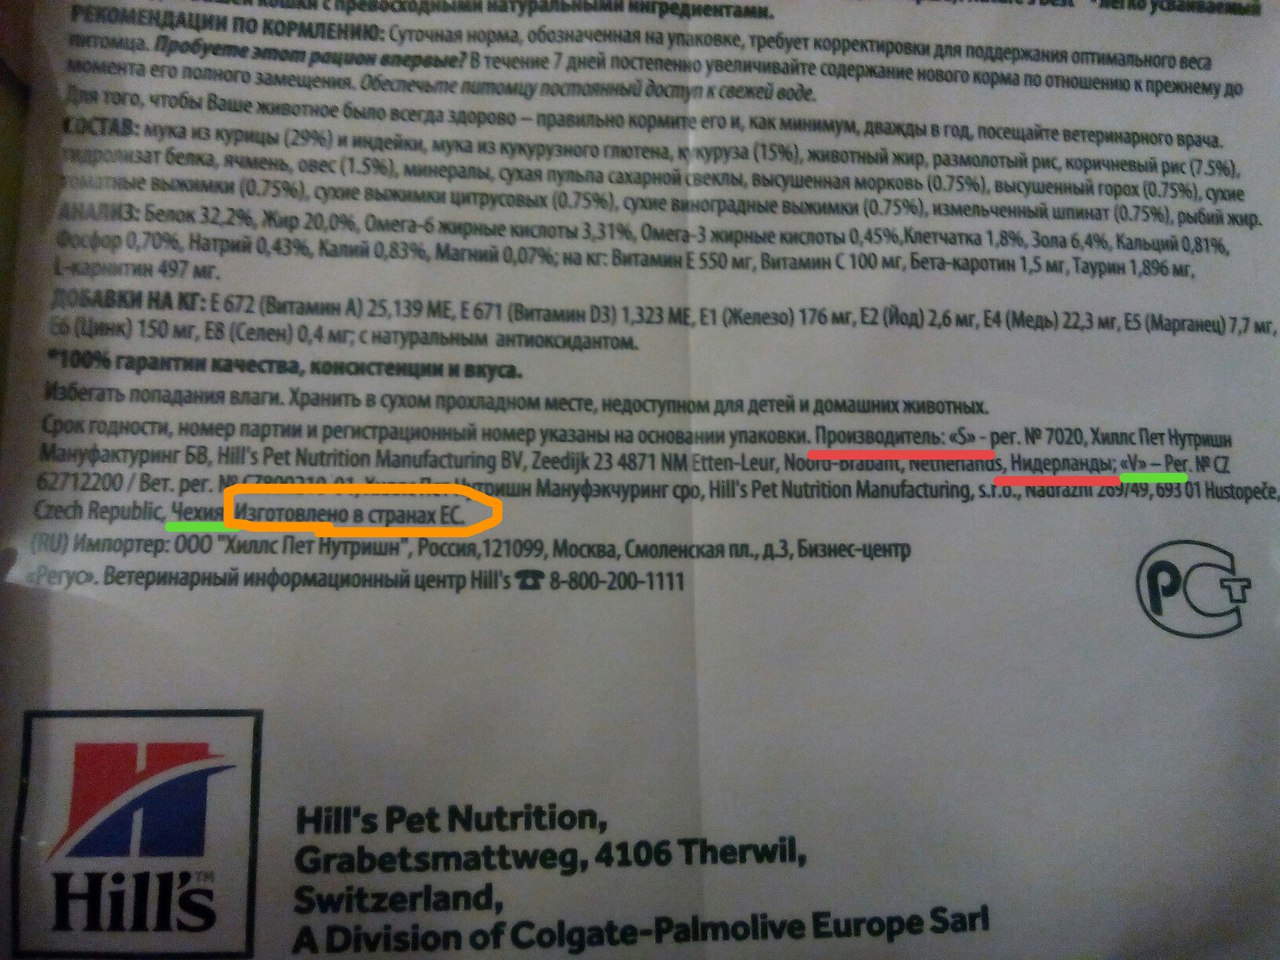 кошки с превосходными натуральными ингредиентами.
РЕКОМЕНДАЦИИ ПО КОРМЛЕНИЮ: Суточная норма, обозначенная на упаковке, требует корректировки для поддержания оптимального веса
питомца. Пробуете этот рацион впервые? В течение 7 дней постепенно увеличивайте содержание нового корма по отношению к прежнему до
момента его полного замещения. Обеспечьте питомцу постоянный доступ к свежей воде.
Для того, чтобы Ваше животное было всегда здорово – правильно кормите его и, как минимум, дважды в год, посещайте ветеринарного врача.
СОСТАВ: мука из курицы (29%) и индейки, мука из кукурузного глютена, кукуруза (15%), животный жир, размолотый рис, коричневый рис (7.5%),
гидролизат белка, ячмень, овес (1.5%), минералы, сухая пульпа сахарной свеклы, высушенная морковь (0.75%), высушенный горох (0.75%), сухие
томатные выжимки (0.75%), сухие выжимки цитрусовых (0.75%), сухие виноградные выжимки (0.75%), измельченный шпинат (0.75%), рыбий жир.
АНАЛИЗ: Белок 32,2%, Жир 20,0%, Омега-6 жирные кислоты 3,31%, Омега-3 жирные кислоты 0,45%,Клетчатка 1,8%, Зола 6,4%, Кальций 0,81%,
Фосфор 0,70%, Натрий 0,43%, Калий 0,83%, Магний 0,07%; на кг: Витамин Е 550 мг, Витамин С 100 мг, Бета-каротин 1,5 мг, Таурин 1,896 мг,
L-карнитин 497 мг.
ДОБАВКИ НА КГ: Е 672 (Витамин А) 25,139 МЕ, Е 671 (Витамин D3) 1,323 МЕ, Е1 (Железо) 176 мг, Е2 (Йод) 2,6 мг, Е4 (Медь) 22,3 мг, Е5 (Марганец) 7,7 мг,
Е6 (Цинк) 150 мг, Е8 (Селен) 0,4 мг; с натуральным антиоксидантом.
*100% гарантии качества, консистенции и вкуса.
Избегать попадания влаги. Хранить в сухом прохладном месте, недоступном для детей и домашних животных.
Срок годности, номер партии и регистрационный номер указаны на основании упаковки. Производитель: «S» - рег. № 7020, Хиллс Пет Нутришн
Мануфактуринг БВ, Hill's Pet Nutrition Manufacturing BV, Zeedijk 23 4871 NM Etten-Leur, Noord-Brabant, Netherlands, Нидерланды; «V» – Рег. № CZ
62712200 / Вет. рег. № Хиллс Пет Нутришн Мануфэкчуринг сро, Hill's Pet Nutrition Manufacturing, s.r.o., Nadrazni 269/49, 693 01 Hustopeče,
Czech Republic, Чехия Изготовлено в странах ЕС.
(RU) Импортер: ООО "Хиллс Пет Нутришн", Россия,121099, Москва, Смоленская пл., д.3, Бизнес-центр
«Регус». Ветеринарный информационный центр Hill's ☎ 8-800-200-1111
РСТ
Hill's™
Hill's Pet Nutrition,
Grabetsmattweg, 4106 Therwil,
Switzerland,
A Division of Colgate-Palmolive Europe Sarl